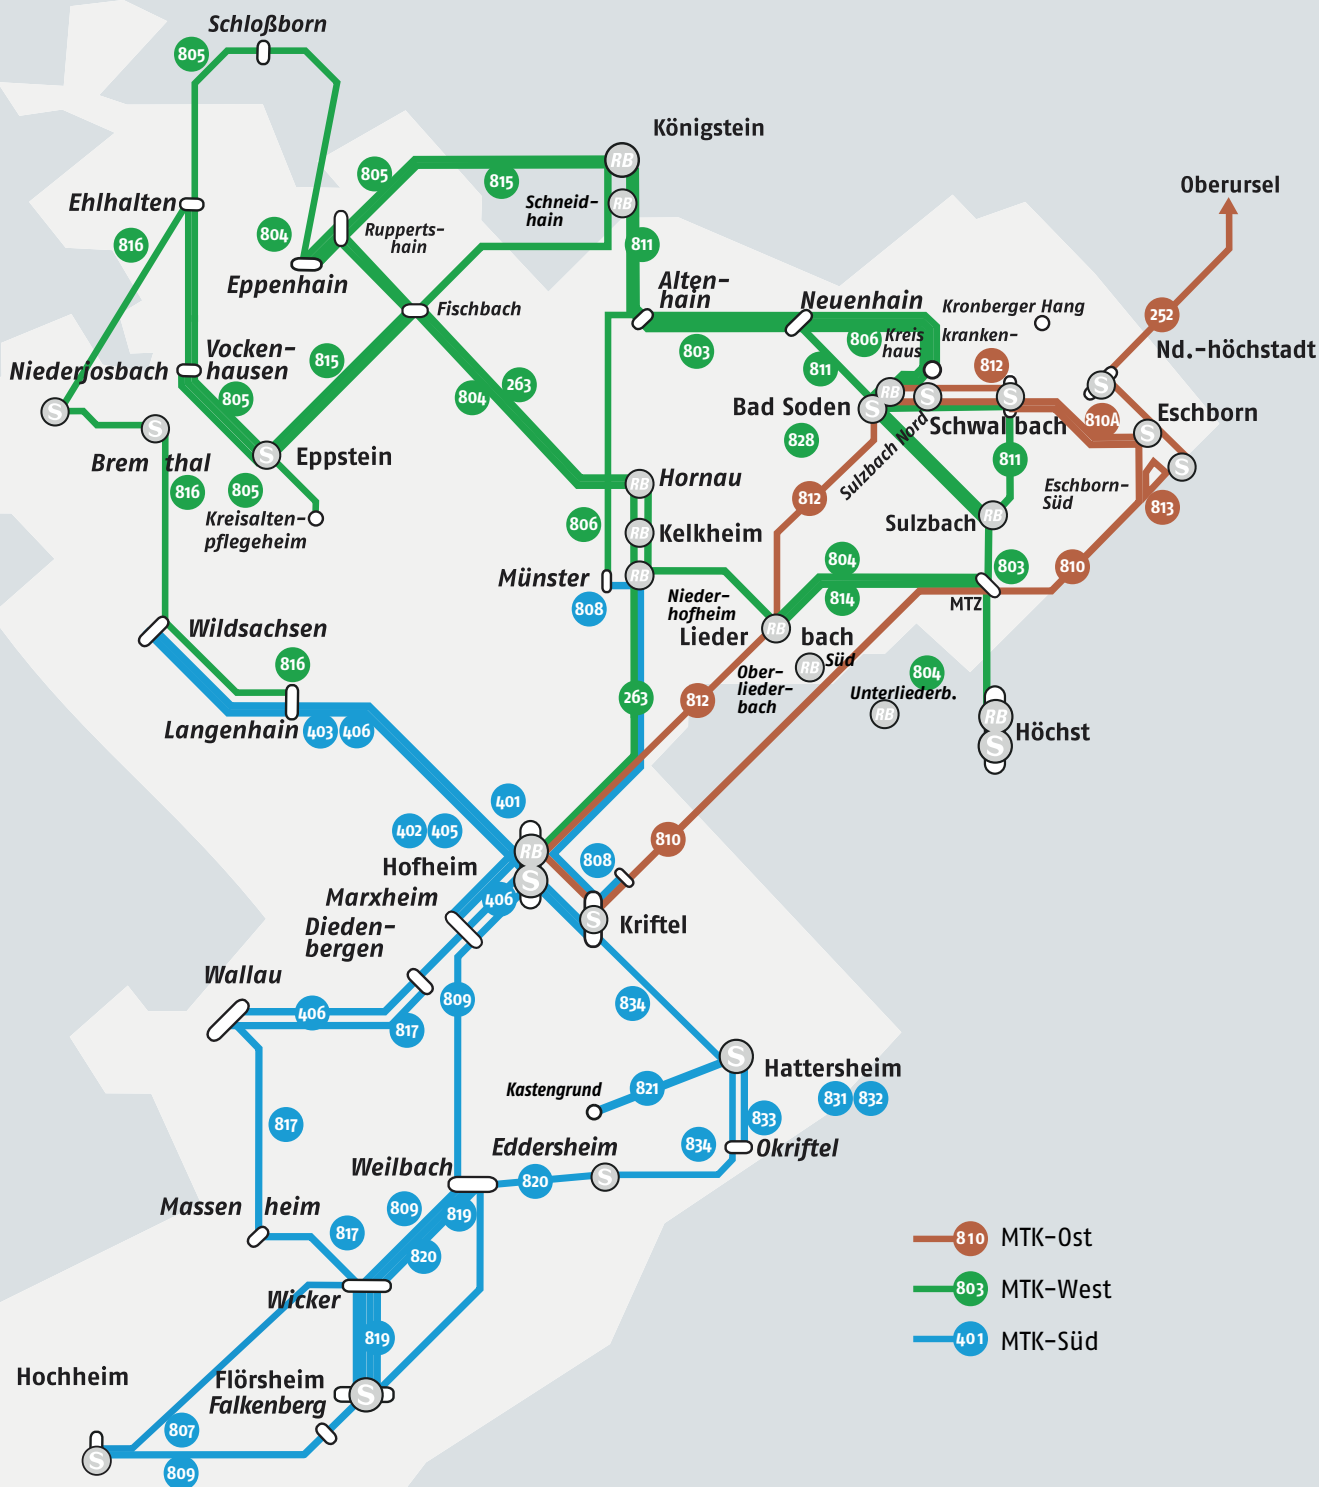 Schloßborn
805
Königstein
RB
805
815
Oberursel
Ehlhalten
Schneid-
hain
RB
816
804
Rupperts-
hain
811
Eppenhain
Alten-
hain
Neuenhain
Kronberger Hang
Fischbach
252
803
806
Kreis
haus
kranken-
Vocken-
hausen
Niederjosbach
815
811
812
Nd.-höchstadt
S
805
804
263
RB
S
S
S
Bad Soden
S
Schwal bach
810A
Eschborn
S
S
Brem thal
S
Eppstein
828
Sulzbach Nord
S
816
805
Hornau
RB
811
Eschborn-
Süd
S
812
813
Kreisalten-
pflegeheim
806
Kelkheim
RB
Sulzbach
RB
Münster
RB
804
803
810
808
Nieder-
hofheim
814
MTZ
Wildsachsen
Lieder bach
RB
816
Ober-
lieder-
bach
RB
Süd
804
Unterliederb.
RB
263
812
Langenhain
403
406
RB
S
Höchst
401
402
405
RB
S
808
810
Hofheim
Marxheim
406
Dieden-
bergen
S
Kriftel
Wallau
406
817
809
834
S
Hattersheim
Kastengrund
821
831
832
817
833
Eddersheim
834
Okriftel
Weilbach
820
S
Massen heim
809
819
817
820
810
MTK-Ost
Wicker
803
MTK-West
819
401
MTK-Süd
Hochheim
Flörsheim
S
Falkenberg
807
S
809